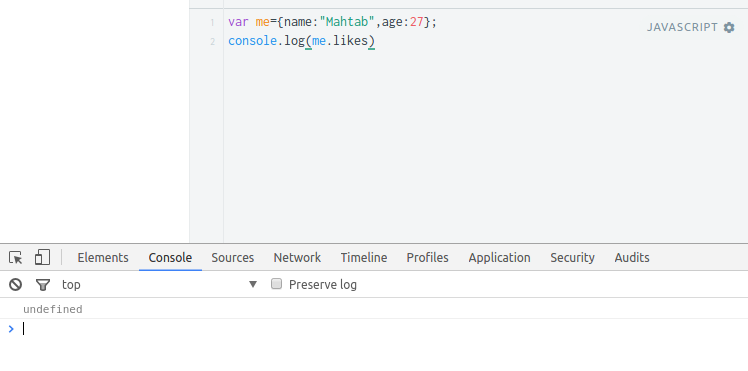 1 var me={name:"Mahtab",age:27};
JAVASCRIPT
2 console.log(me.likes)
Elements Console Sources Network Timeline Profiles Application Security Audits
top ▼ Preserve log
undefined
>